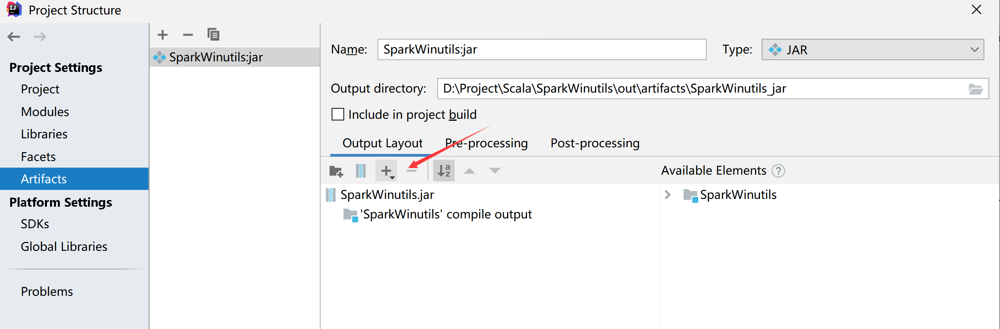 Project Structure
Project Settings
Project
Modules
Libraries
Facets
Artifacts
Platform Settings
SDKs
Global Libraries
Problems
SparkWinutils:jar
Name: SparkWinutils:jar Type: JAR
Output directory: D:\Project\Scala\SparkWinutils\out\artifacts\SparkWinutils_jar
Include in project build
Output Layout Pre-processing Post-processing
Available Elements ?
SparkWinutils.jar
'SparkWinutils' compile output
SparkWinutils